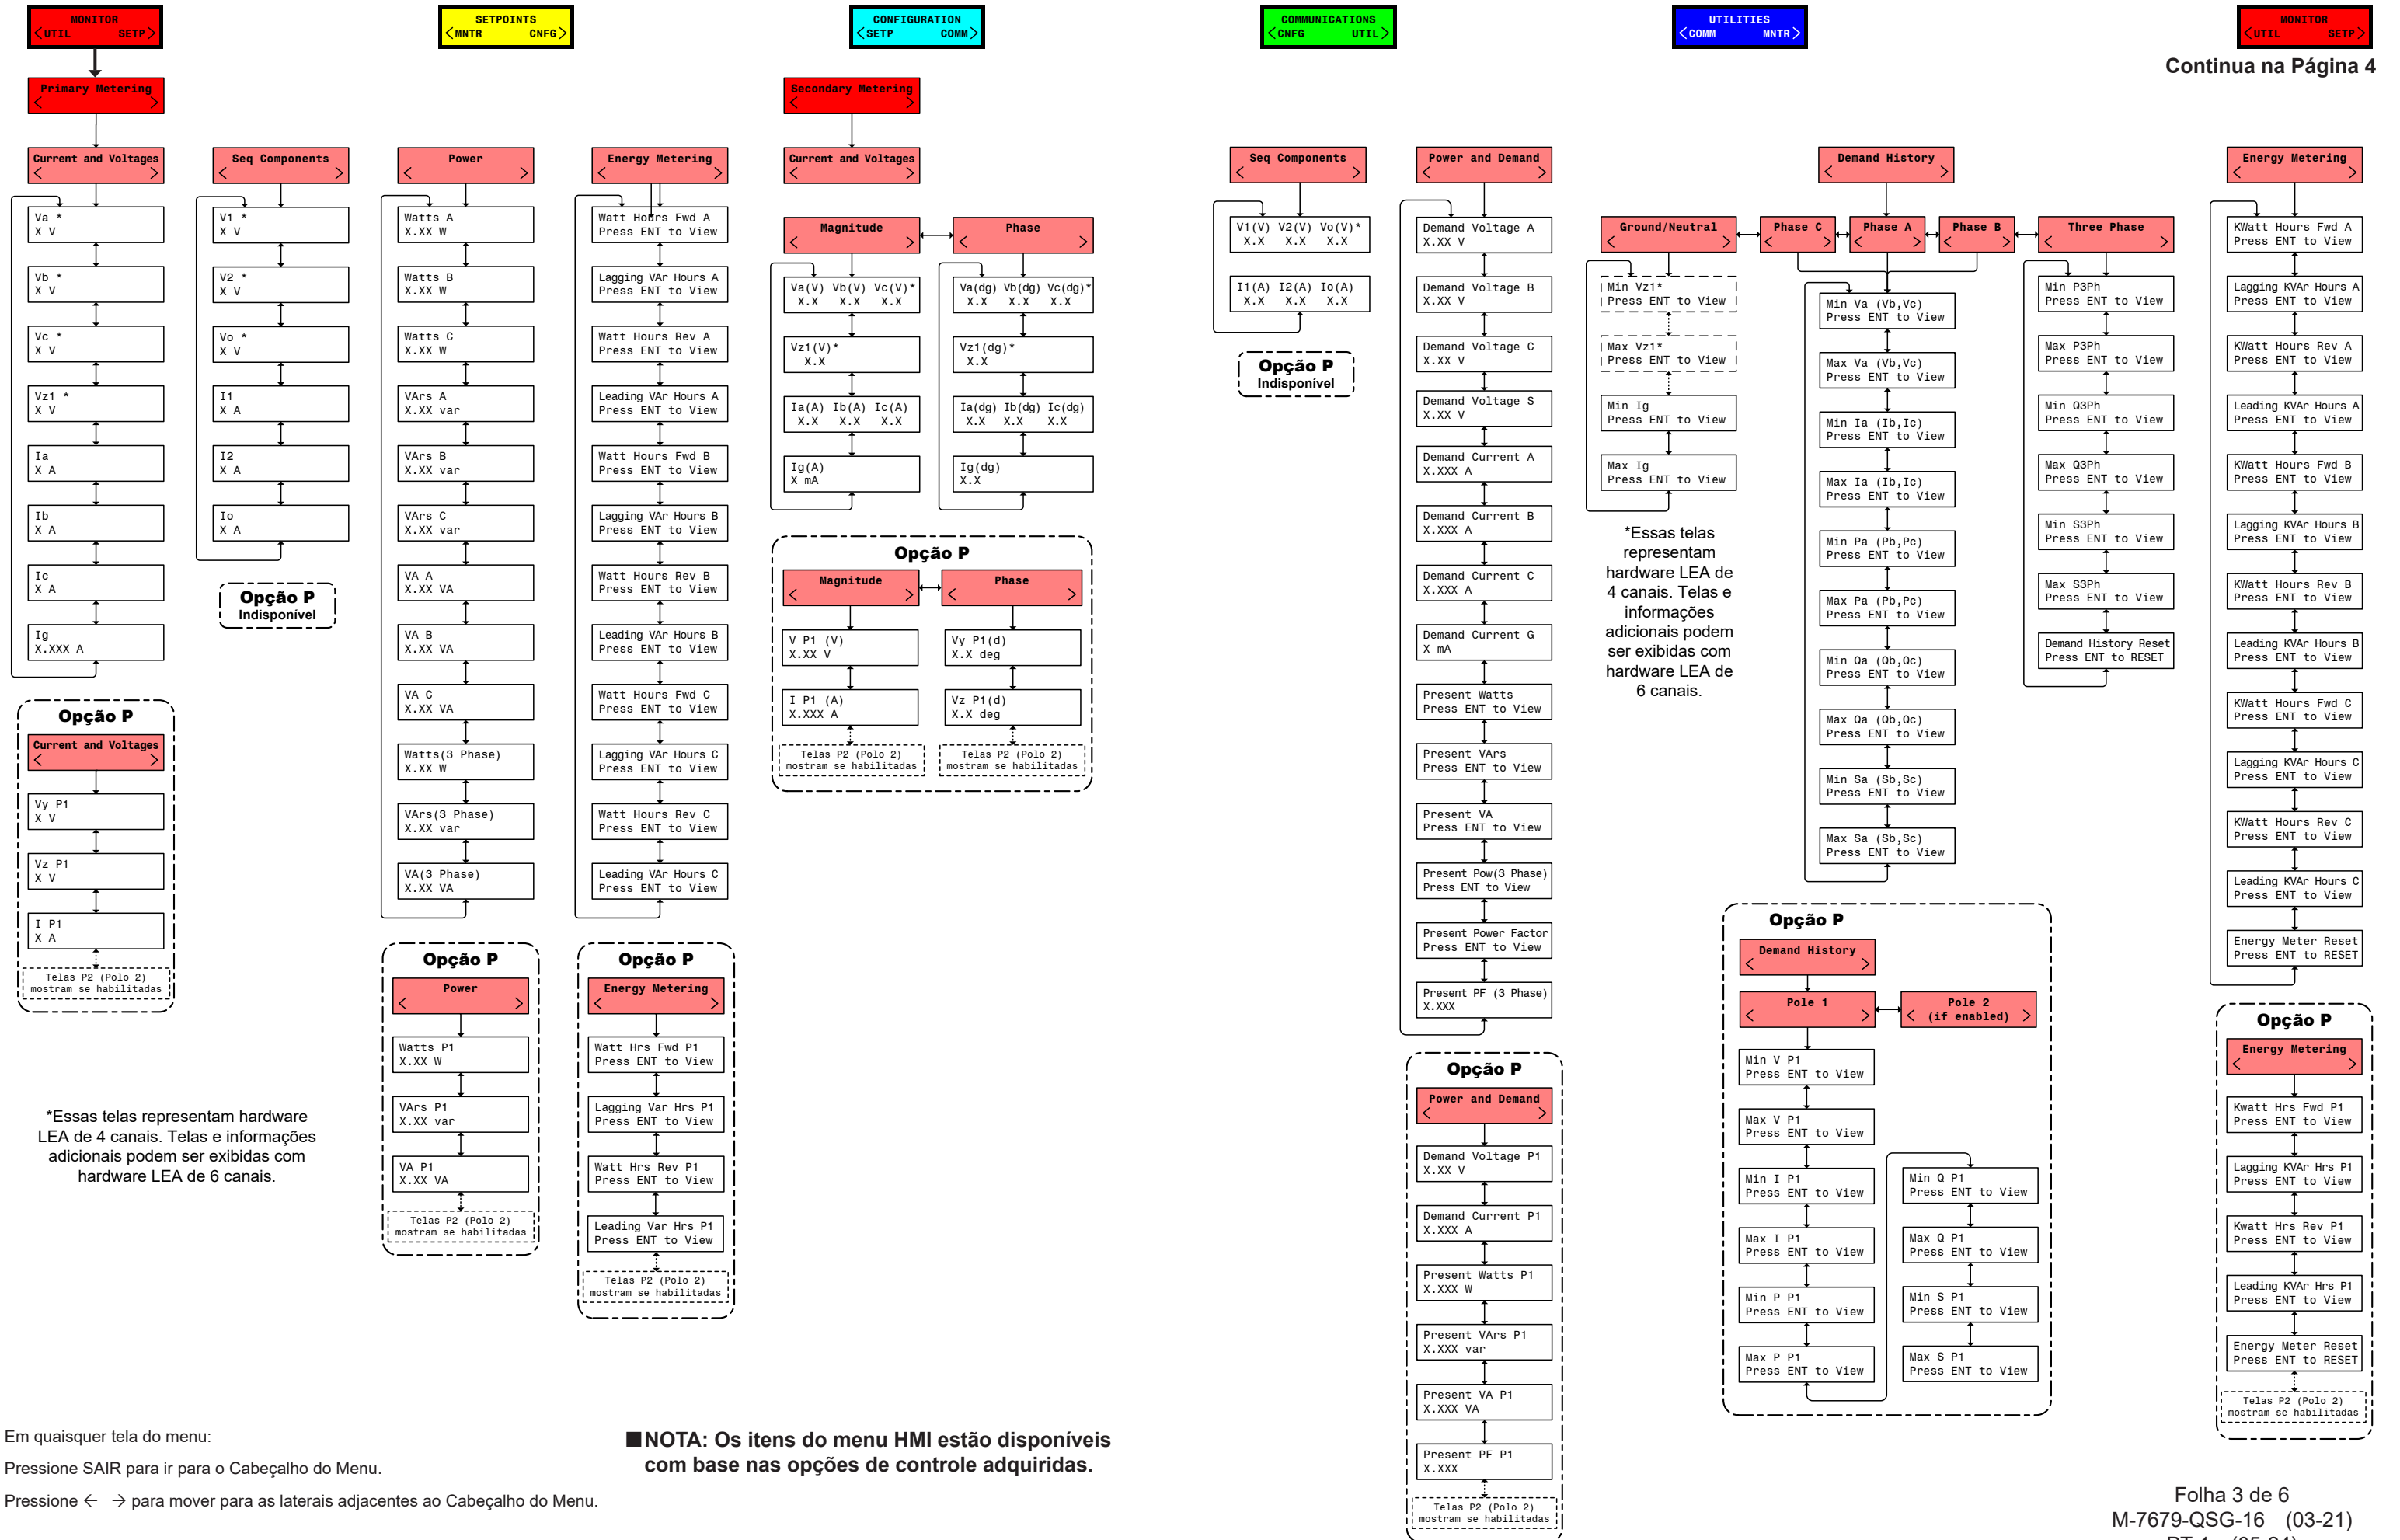 MONITOR
UTIL SETP
SETPOINTS
MNTR CNFG
CONFIGURATION
SETP COMM
COMMUNICATIONS
CNFG UTIL
UTILITIES
COMM MNTR
MONITOR
UTIL SETP
Continua na Página 4
Primary Metering
Current and Voltages
Va *
X V
Vb *
X V
Vc *
X V
Vz1 *
X V
Ia
X A
Ib
X A
Ic
X A
Ig
X.XXX A
Opção P
Current and Voltages
Vy P1
X V
Vz P1
X V
I P1
X A
Telas P2 (Polo 2)
mostram se habilitadas
*Essas telas representam hardware
LEA de 4 canais. Telas e informações
adicionais podem ser exibidas com
hardware LEA de 6 canais.
Seq Components
V1 *
X V
V2 *
X V
Vo *
X V
I1
X A
I2
X A
Io
X A
Opção P
Indisponível
Power
Watts A
X.XX W
Watts B
X.XX W
Watts C
X.XX W
VArs A
X.XX var
VArs B
X.XX var
VArs C
X.XX var
VA A
X.XX VA
VA B
X.XX VA
VA C
X.XX VA
Watts(3 Phase)
X.XX W
VArs(3 Phase)
X.XX var
VA(3 Phase)
X.XX VA
Opção P
Power
Watts P1
X.XX W
VArs P1
X.XX var
VA P1
X.XX VA
Telas P2 (Polo 2)
mostram se habilitadas
Energy Metering
Watt Hours Fwd A
Press ENT to View
Lagging VAr Hours A
Press ENT to View
Watt Hours Rev A
Press ENT to View
Leading VAr Hours A
Press ENT to View
Watt Hours Fwd B
Press ENT to View
Lagging VAr Hours B
Press ENT to View
Watt Hours Rev B
Press ENT to View
Leading VAr Hours B
Press ENT to View
Watt Hours Fwd C
Press ENT to View
Lagging VAr Hours C
Press ENT to View
Watt Hours Rev C
Press ENT to View
Leading VAr Hours C
Press ENT to View
Opção P
Energy Metering
Watt Hrs Fwd P1
Press ENT to View
Lagging Var Hrs P1
Press ENT to View
Watt Hrs Rev P1
Press ENT to View
Leading Var Hrs P1
Press ENT to View
Telas P2 (Polo 2)
mostram se habilitadas
Secondary Metering
Current and Voltages
Magnitude
Va(V) Vb(V) Vc(V)*
X.X X.X X.X
Vz1(V)*
X.X
Ia(A) Ib(A) Ic(A)
X.X X.X X.X
Ig(A)
X mA
Phase
Va(dg) Vb(dg) Vc(dg)*
X.X X.X X.X
Vz1(dg)*
X.X
Ia(dg) Ib(dg) Ic(dg)
X.X X.X X.X
Ig(dg)
X.X
Opção P
Magnitude
V P1 (V)
X.XX V
I P1 (A)
X.XXX A
Telas P2 (Polo 2)
mostram se habilitadas
Phase
Vy P1(d)
X.X deg
Vz P1(d)
X.X deg
Telas P2 (Polo 2)
mostram se habilitadas
Seq Components
V1(V) V2(V) Vo(V)*
X.X X.X X.X
I1(A) I2(A) Io(A)
X.X X.X X.X
Opção P
Indisponível
Power and Demand
Demand Voltage A
X.XX V
Demand Voltage B
X.XX V
Demand Voltage C
X.XX V
Demand Voltage S
X.XX V
Demand Current A
X.XXX A
Demand Current B
X.XXX A
Demand Current C
X.XXX A
Demand Current G
X mA
Present Watts
Press ENT to View
Present VArs
Press ENT to View
Present VA
Press ENT to View
Present Pow(3 Phase)
Press ENT to View
Present Power Factor
Press ENT to View
Present PF (3 Phase)
X.XXX
Opção P
Power and Demand
Demand Voltage P1
X.XX V
Demand Current P1
X.XXX A
Present Watts P1
X.XXX W
Present VArs P1
X.XXX var
Present VA P1
X.XXX VA
Present PF P1
X.XXX
Telas P2 (Polo 2)
mostram se habilitadas
Demand History
Ground/Neutral
Phase C
Phase A
Phase B
Three Phase
Min Vz1*
Press ENT to View
Max Vz1*
Press ENT to View
Min Ig
Press ENT to View
Max Ig
Press ENT to View
*Essas telas
representam
hardware LEA de
4 canais. Telas e
informações
adicionais podem
ser exibidas com
hardware LEA de
6 canais.
Min Va (Vb,Vc)
Press ENT to View
Max Va (Vb,Vc)
Press ENT to View
Min Ia (Ib,Ic)
Press ENT to View
Max Ia (Ib,Ic)
Press ENT to View
Min Pa (Pb,Pc)
Press ENT to View
Max Pa (Pb,Pc)
Press ENT to View
Min Qa (Qb,Qc)
Press ENT to View
Max Qa (Qb,Qc)
Press ENT to View
Min Sa (Sb,Sc)
Press ENT to View
Max Sa (Sb,Sc)
Press ENT to View
Min P3Ph
Press ENT to View
Max P3Ph
Press ENT to View
Min Q3Ph
Press ENT to View
Max Q3Ph
Press ENT to View
Min S3Ph
Press ENT to View
Max S3Ph
Press ENT to View
Demand History Reset
Press ENT to RESET
Opção P
Demand History
Pole 1
Pole 2
(if enabled)
Min V P1
Press ENT to View
Max V P1
Press ENT to View
Min I P1
Press ENT to View
Max I P1
Press ENT to View
Min P P1
Press ENT to View
Max P P1
Press ENT to View
Min Q P1
Press ENT to View
Max Q P1
Press ENT to View
Min S P1
Press ENT to View
Max S P1
Press ENT to View
Energy Metering
KWatt Hours Fwd A
Press ENT to View
Lagging KVAr Hours A
Press ENT to View
KWatt Hours Rev A
Press ENT to View
Leading KVAr Hours A
Press ENT to View
KWatt Hours Fwd B
Press ENT to View
Lagging KVAr Hours B
Press ENT to View
KWatt Hours Rev B
Press ENT to View
Leading KVAr Hours B
Press ENT to View
KWatt Hours Fwd C
Press ENT to View
Lagging KVAr Hours C
Press ENT to View
KWatt Hours Rev C
Press ENT to View
Leading KVAr Hours C
Press ENT to View
Energy Meter Reset
Press ENT to RESET
Opção P
Energy Metering
Kwatt Hrs Fwd P1
Press ENT to View
Lagging KVAr Hrs P1
Press ENT to View
Kwatt Hrs Rev P1
Press ENT to View
Leading KVAr Hrs P1
Press ENT to View
Energy Meter Reset
Press ENT to RESET
Telas P2 (Polo 2)
mostram se habilitadas
Em quaisquer tela do menu:
Pressione SAIR para ir para o Cabeçalho do Menu.
Pressione ← → para mover para as laterais adjacentes ao Cabeçalho do Menu.
■NOTA: Os itens do menu HMI estão disponíveis
com base nas opções de controle adquiridas.
Folha 3 de 6
M-7679-QSG-16 (03-21)